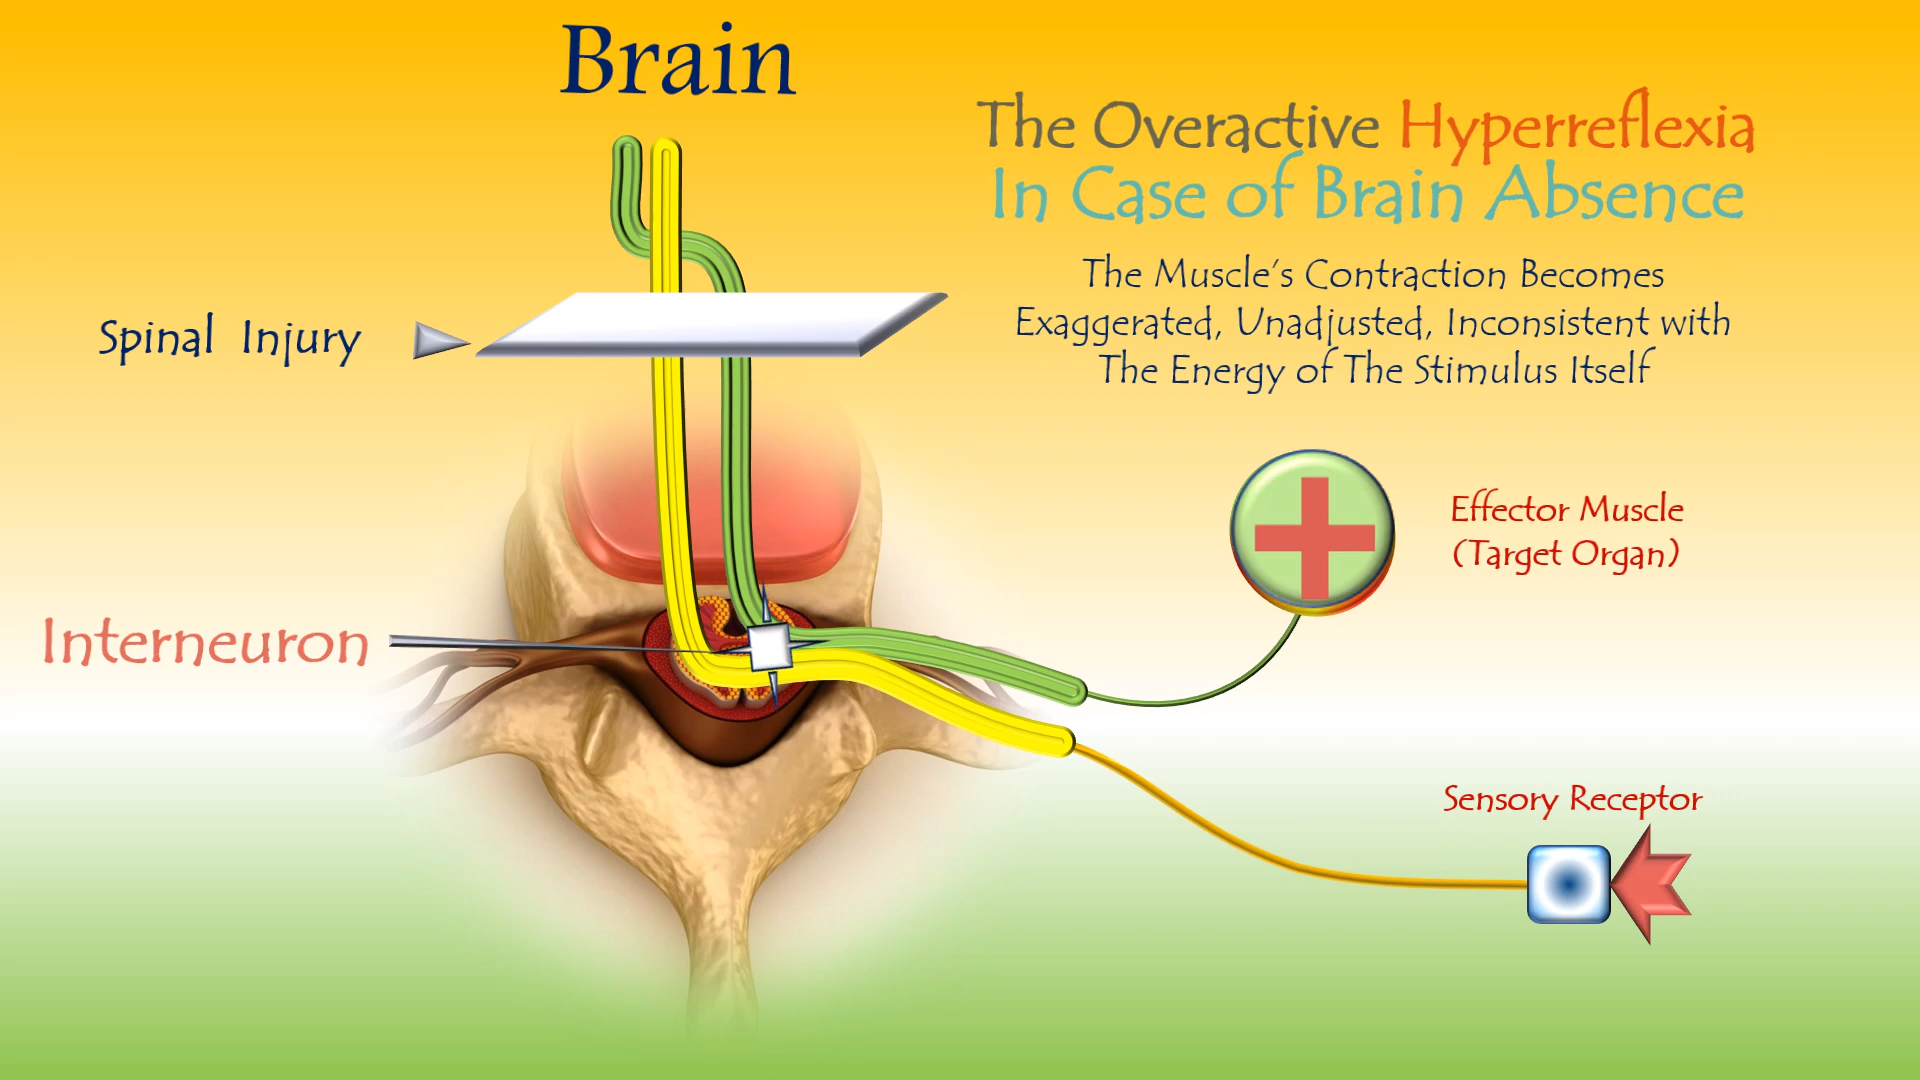 Brain
The Overactive Hyperreflexia
In Case of Brain Absence
The Muscle's Contraction Becomes
Exaggerated, Unadjusted, Inconsistent with
The Energy of The Stimulus Itself
Spinal Injury
Effector Muscle
(Target Organ)
Interneuron
Sensory Receptor